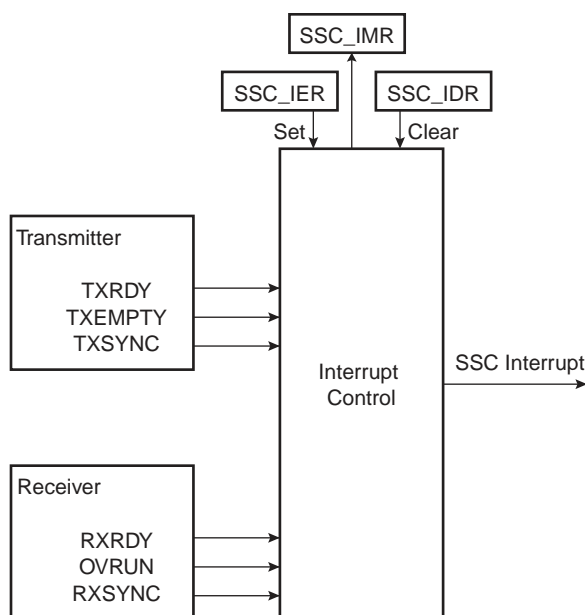 SSC_IMR
SSC_IER
SSC_IDR
Set
Clear
Transmitter
TXRDY
TXEMPTY
TXSYNC
Interrupt
Control
SSC Interrupt
Receiver
RXRDY
OVRUN
RXSYNC